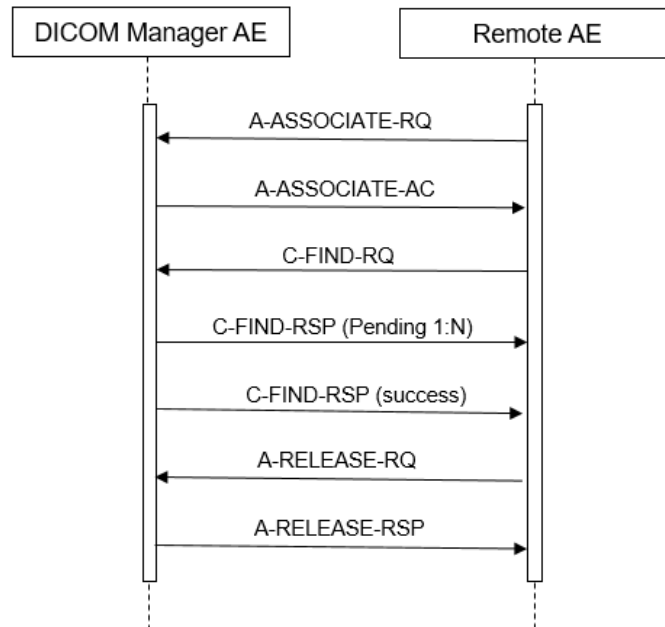 DICOM Manager AE
Remote AE
A-ASSOCIATE-RQ
A-ASSOCIATE-AC
C-FIND-RQ
C-FIND-RSP (Pending 1:N)
C-FIND-RSP (success)
A-RELEASE-RQ
A-RELEASE-RSP